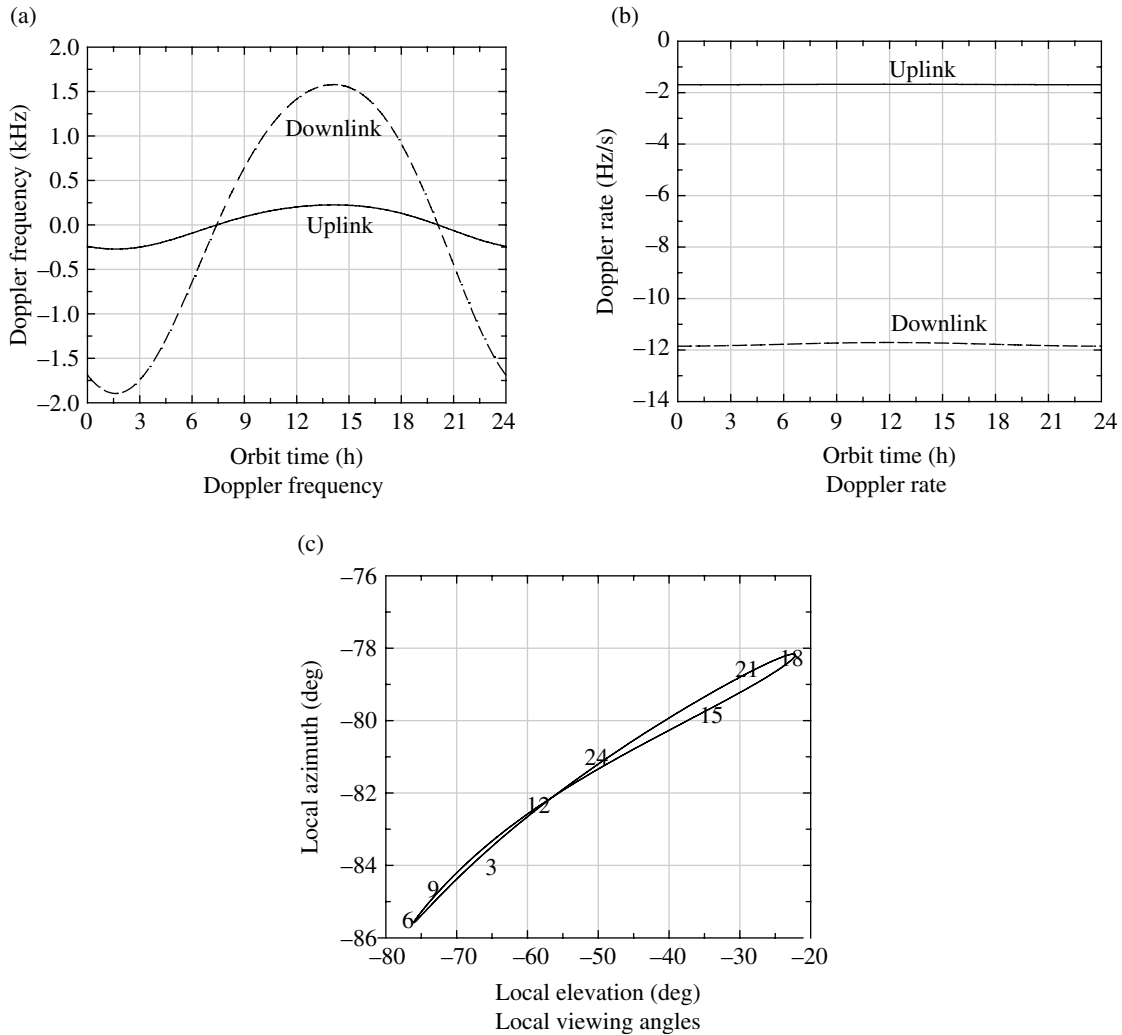 (a)
2.0
1.5
1.0
0.5
0.0
−0.5
−1.0
−1.5
−2.0
Doppler frequency (kHz)
Downlink
Uplink
0 3 6 9 12 15 18 21 24
Orbit time (h)
Doppler frequency
(b)
0
−2
−4
−6
−8
−10
−12
−14
Doppler rate (Hz/s)
Uplink
Downlink
0 3 6 9 12 15 18 21 24
Orbit time (h)
Doppler rate
(c)
−76
−78
−80
−82
−84
−86
Local azimuth (deg)
18
21
15
24
12
3
9
6
−80 −70 −60 −50 −40 −30 −20
Local elevation (deg)
Local viewing angles